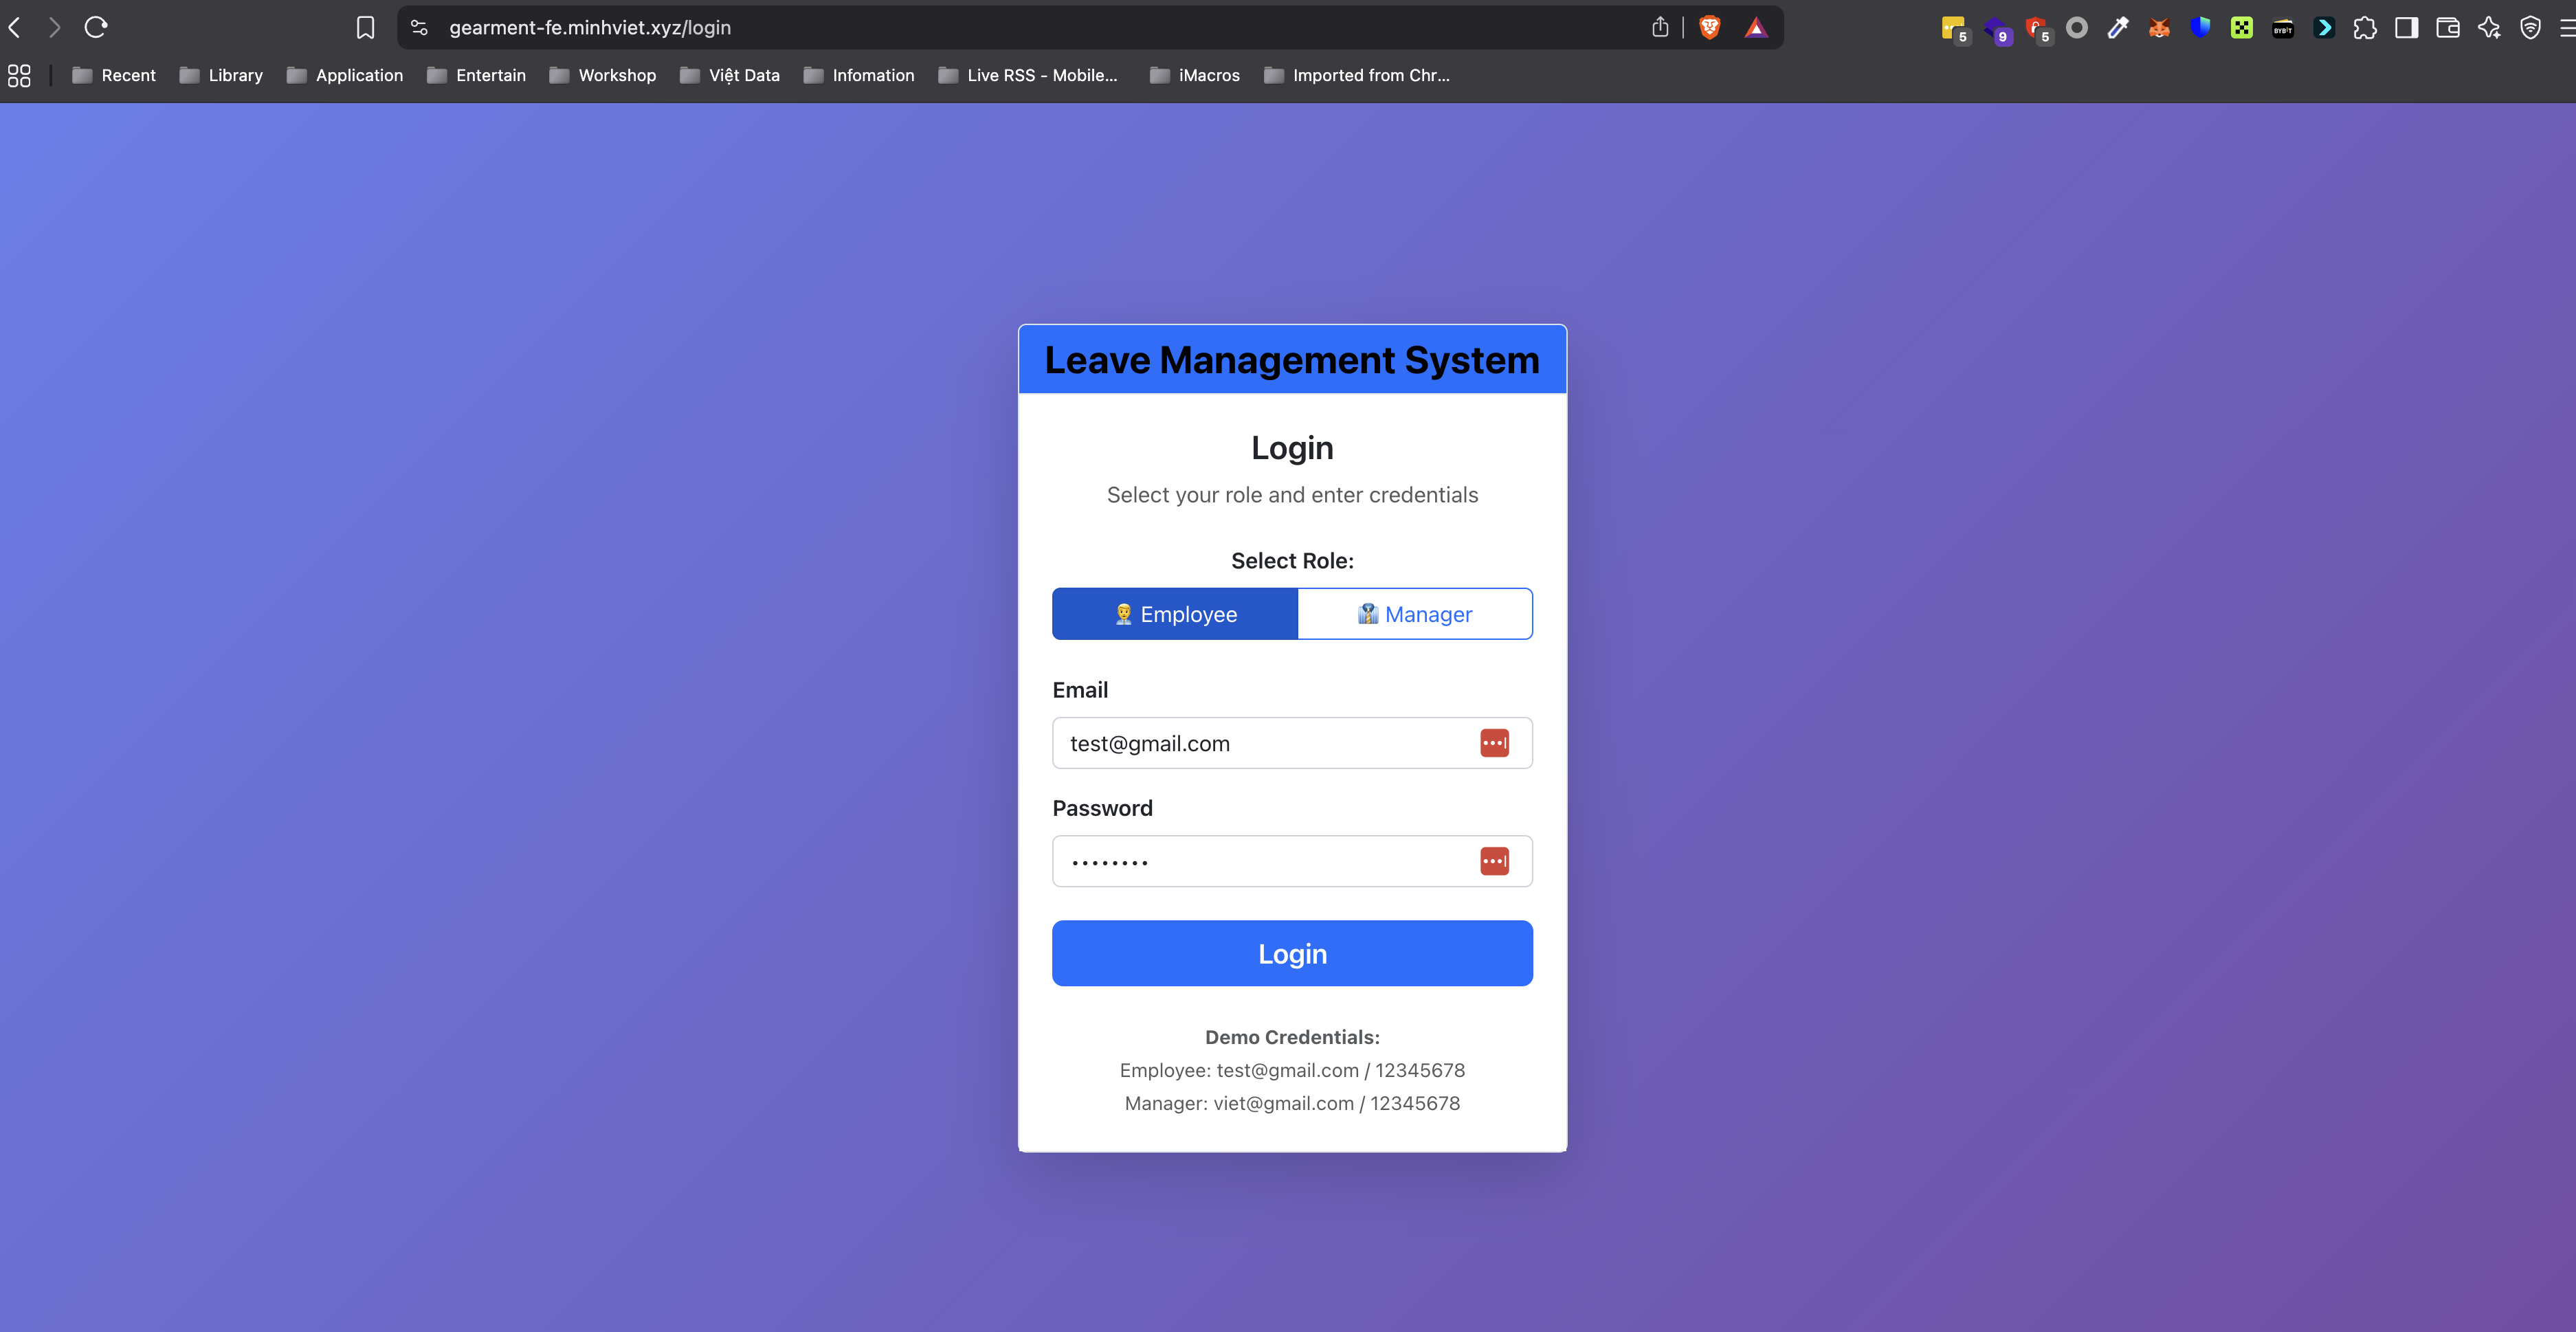 gearment-fe.minhviet.xyz/login
5
9
5
BYBIT
Recent
Library
Application
Entertain
Workshop
Việt Data
Infomation
Live RSS - Mobile...
iMacros
Imported from Chr...
Leave Management System
Login
Select your role and enter credentials
Select Role:
Employee
Manager
Email
test@gmail.com
Password
Login
Demo Credentials:
Employee: test@gmail.com / 12345678
Manager: viet@gmail.com / 12345678